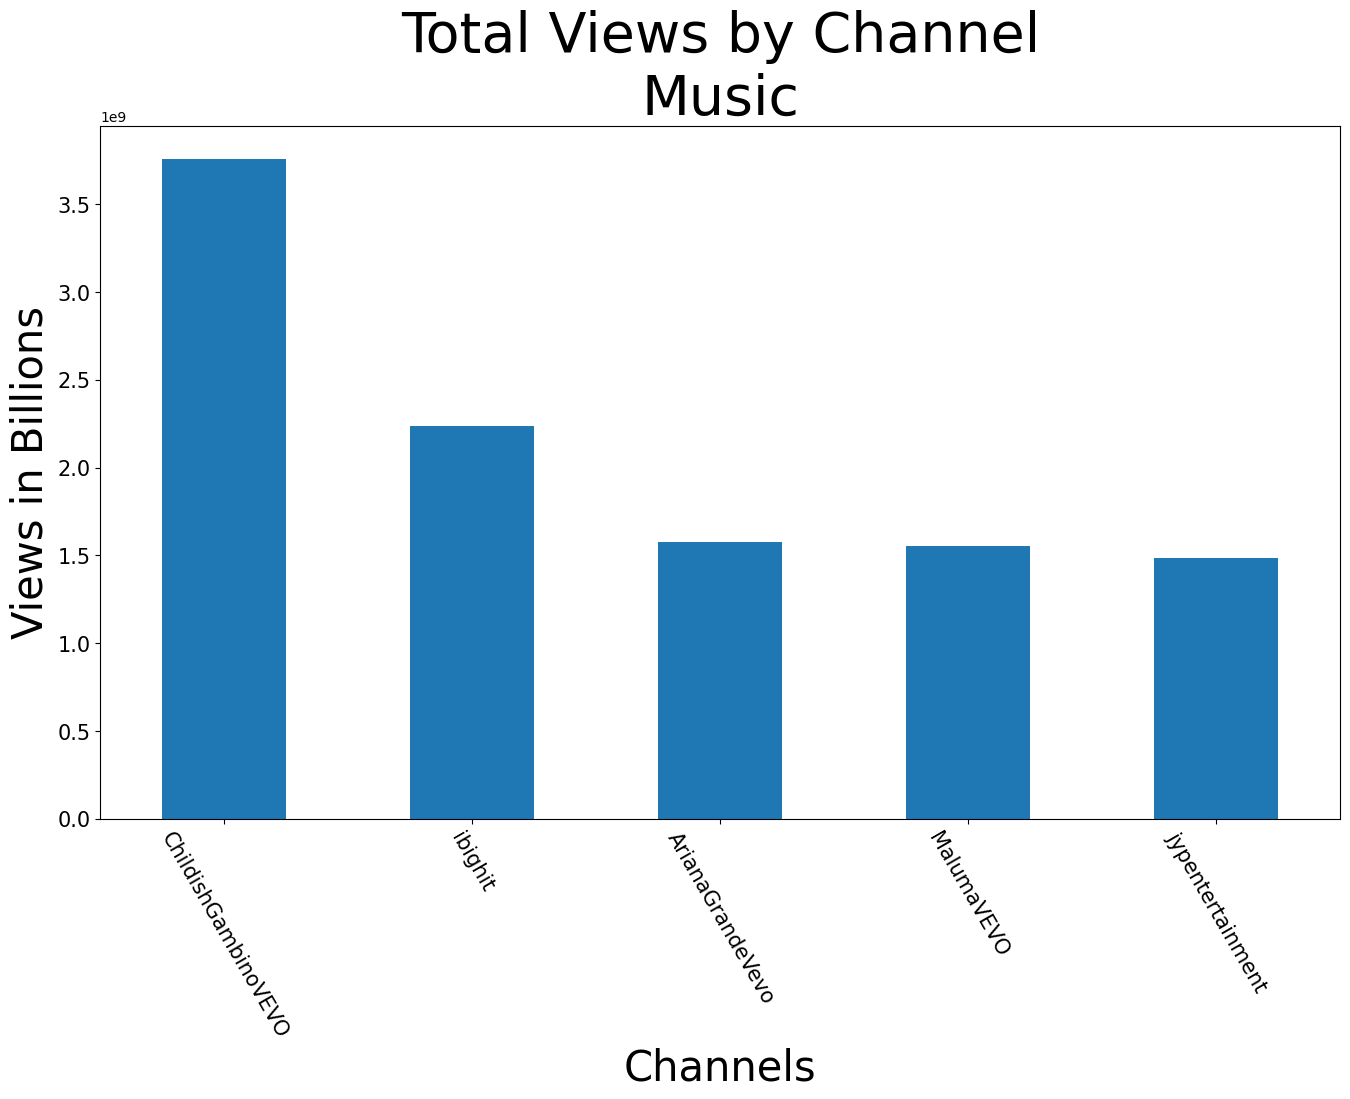 Total Views by Channel
Music
1e9
3.5
3.0
2.5
2.0
1.5
1.0
0.5
0.0
Views in Billions
ChildishGambinoVEVO
ibighit
ArianaGrandeVevo
MalumaVEVO
jypentertainment
Channels